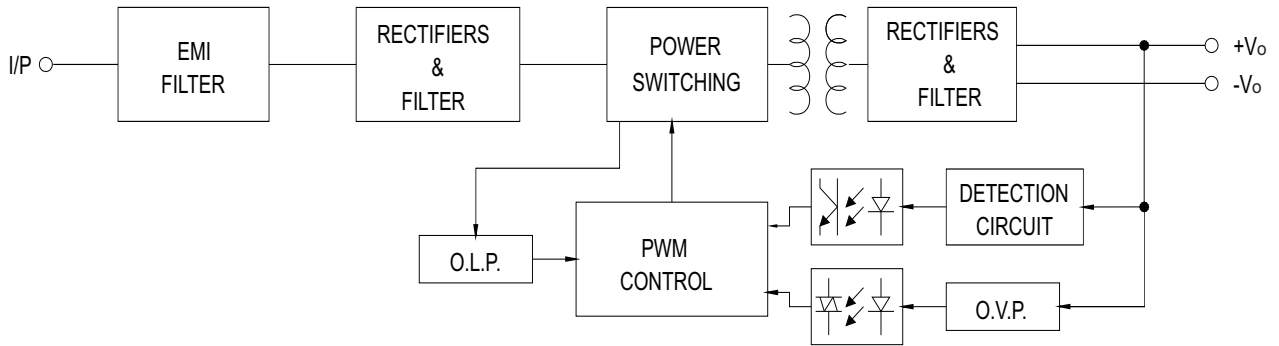 I/P
EMI
FILTER
RECTIFIERS
&
FILTER
POWER
SWITCHING
RECTIFIERS
&
FILTER
+Vo
-Vo
DETECTION
CIRCUIT
O.L.P.
PWM
CONTROL
O.V.P.